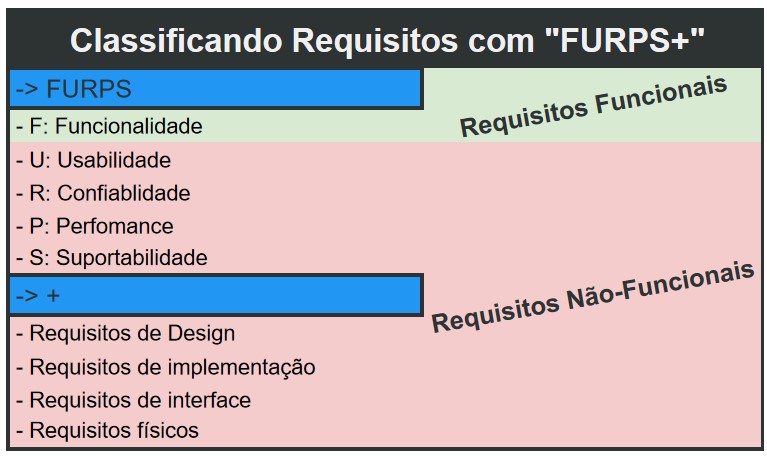 Classificando Requisitos com "FURPS+"
-> FURPS
Requisitos Funcionais
- F: Funcionalidade
- U: Usabilidade
- R: Confiablidade
- P: Perfomance
- S: Suportabilidade
-> +
Requisitos Não-Funcionais
- Requisitos de Design
- Requisitos de implementação
- Requisitos de interface
- Requisitos físicos